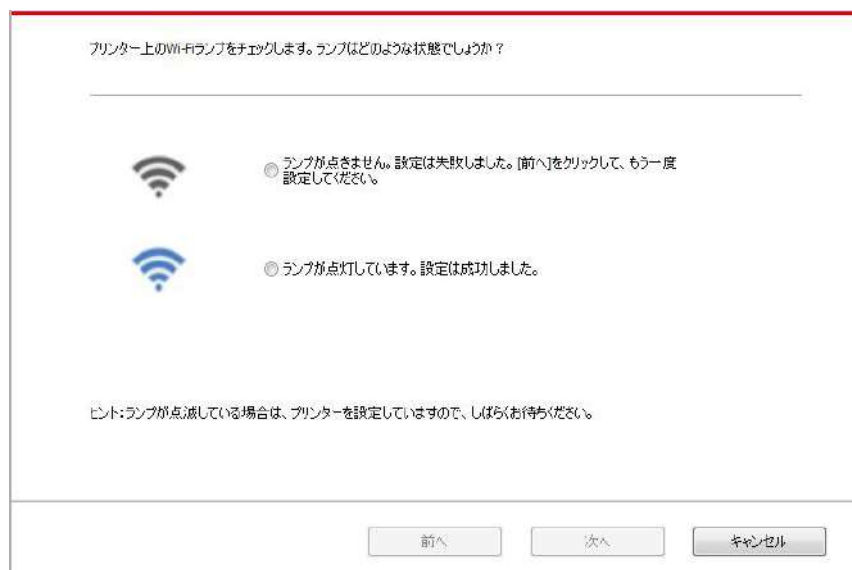 プリンター上のWi-Fiランプをチェックします。ランプはどのような状態でしょうか？
ランプが点きません。設定は失敗しました。[前へ]をクリックして、もう一度
設定してください。
ランプが点灯しています。設定は成功しました。
ヒント:ランプが点滅している場合は、プリンターを設定していますので、しばらくお待ちください。
前へ
次へ
キャンセル